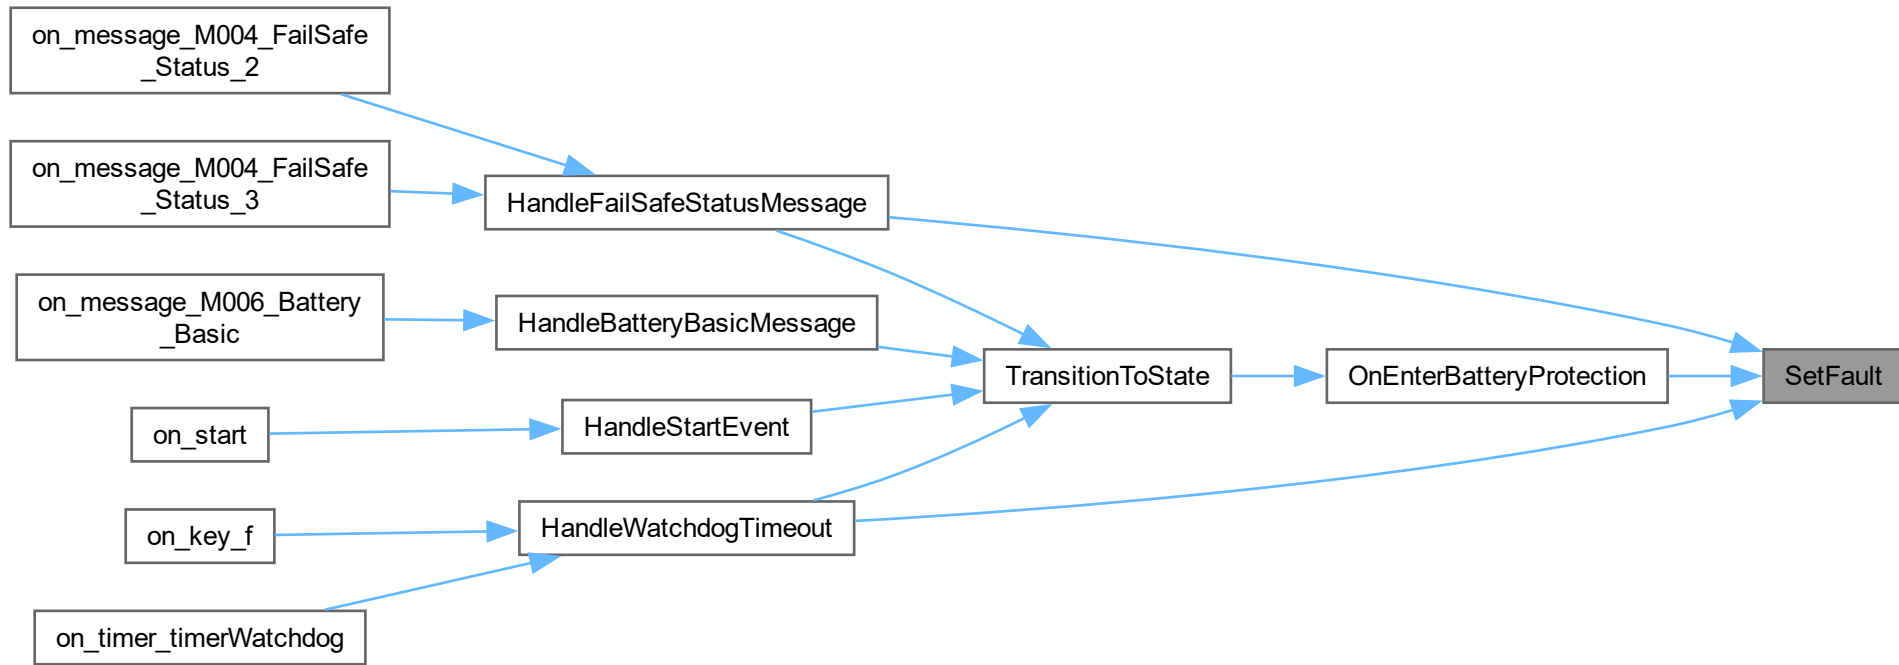 on_message_M004_FailSafe
_Status_2
on_message_M004_FailSafe
_Status_3
HandleFailSafeStatusMessage
on_message_M006_Battery
_Basic
HandleBatteryBasicMessage
TransitionToState
OnEnterBatteryProtection
SetFault
on_start
HandleStartEvent
on_key_f
HandleWatchdogTimeout
on_timer_timerWatchdog